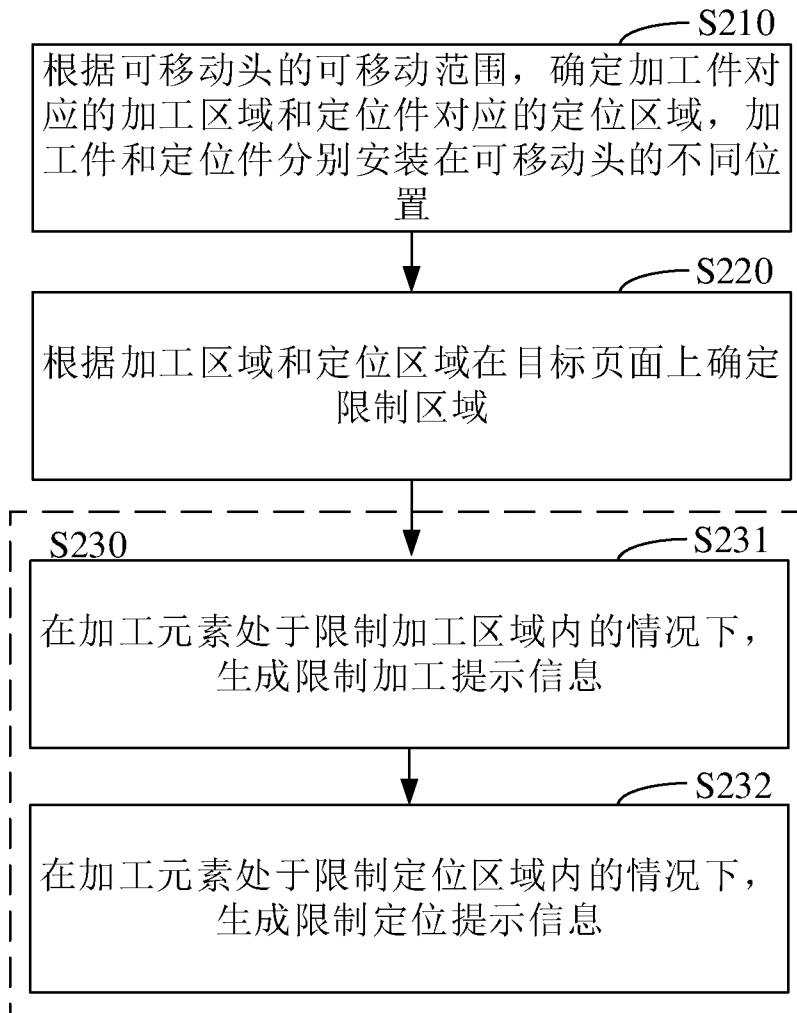 S210
根据可移动头的可移动范围，确定加工件对
应的加工区域和定位件对应的定位区域，加
工件和定位件分别安装在可移动头的不同位
置
S220
根据加工区域和定位区域在目标页面上确定
限制区域
S230
S231
在加工元素处于限制加工区域内的情况下，
生成限制加工提示信息
S232
在加工元素处于限制定位区域内的情况下，
生成限制定位提示信息